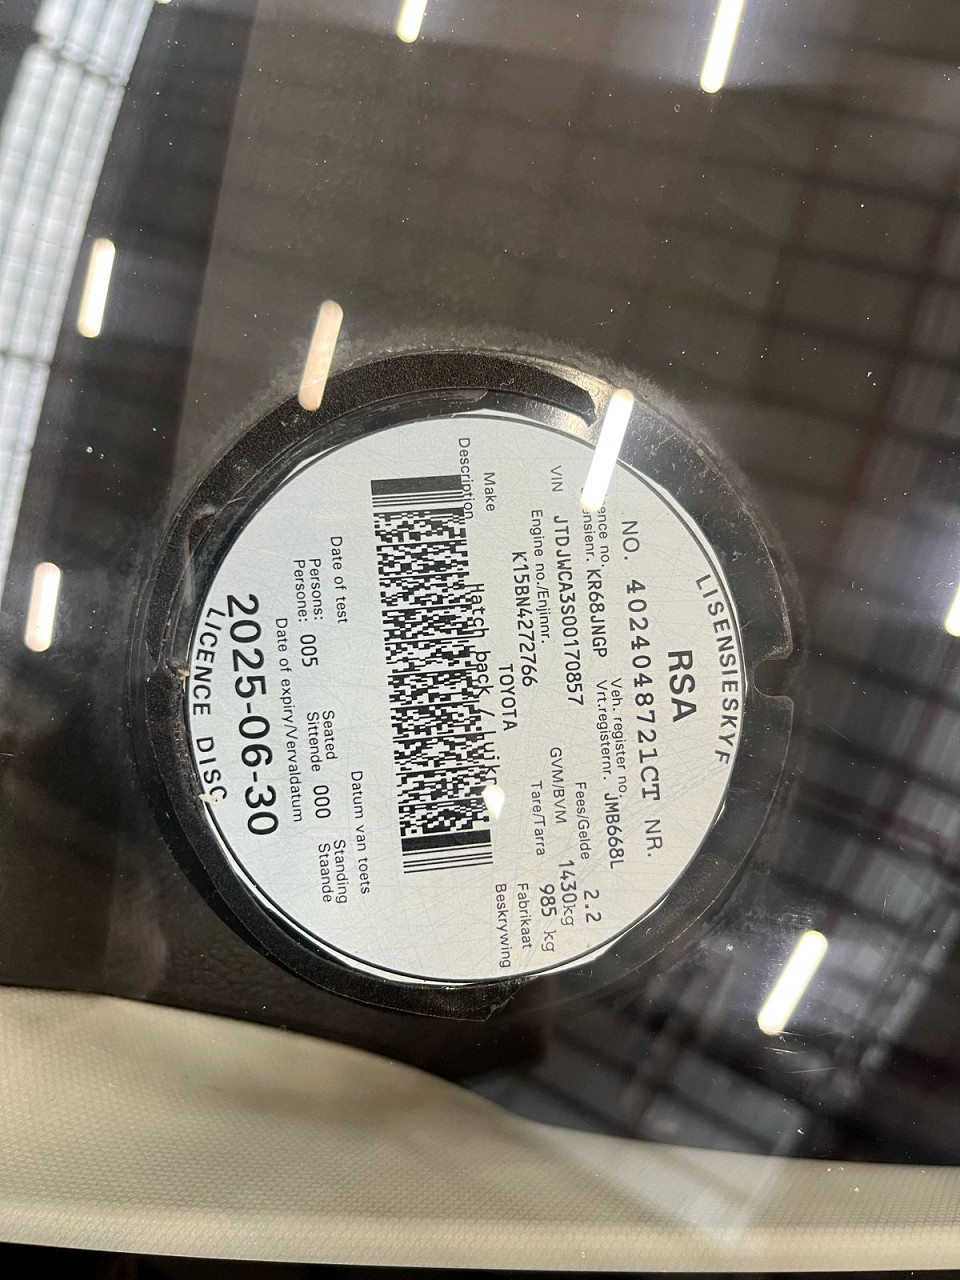 LISENSIESKYF
RSA
NO. 4024048721CT NR.
ence no. Veh. register no.
nsienr. KR68JNGP Vrt.registernr. JMB668L
VIN JTDJWCA3S00170857 Fees/Gelde 2.2
Engine no./Enjinnr. GVM/BVM 1430kg
K15BN4272766 Tare/Tarra 985 kg
Make TOYOTA Fabrikaat
Description Hatch back / Luikr Beskrywing
Date of test Datum van toets
Persons: Seated Standing
Persone: 005 Sittende 000 Staande
Date of expiry/Vervaldatum
2025-06-30
LICENCE DISC